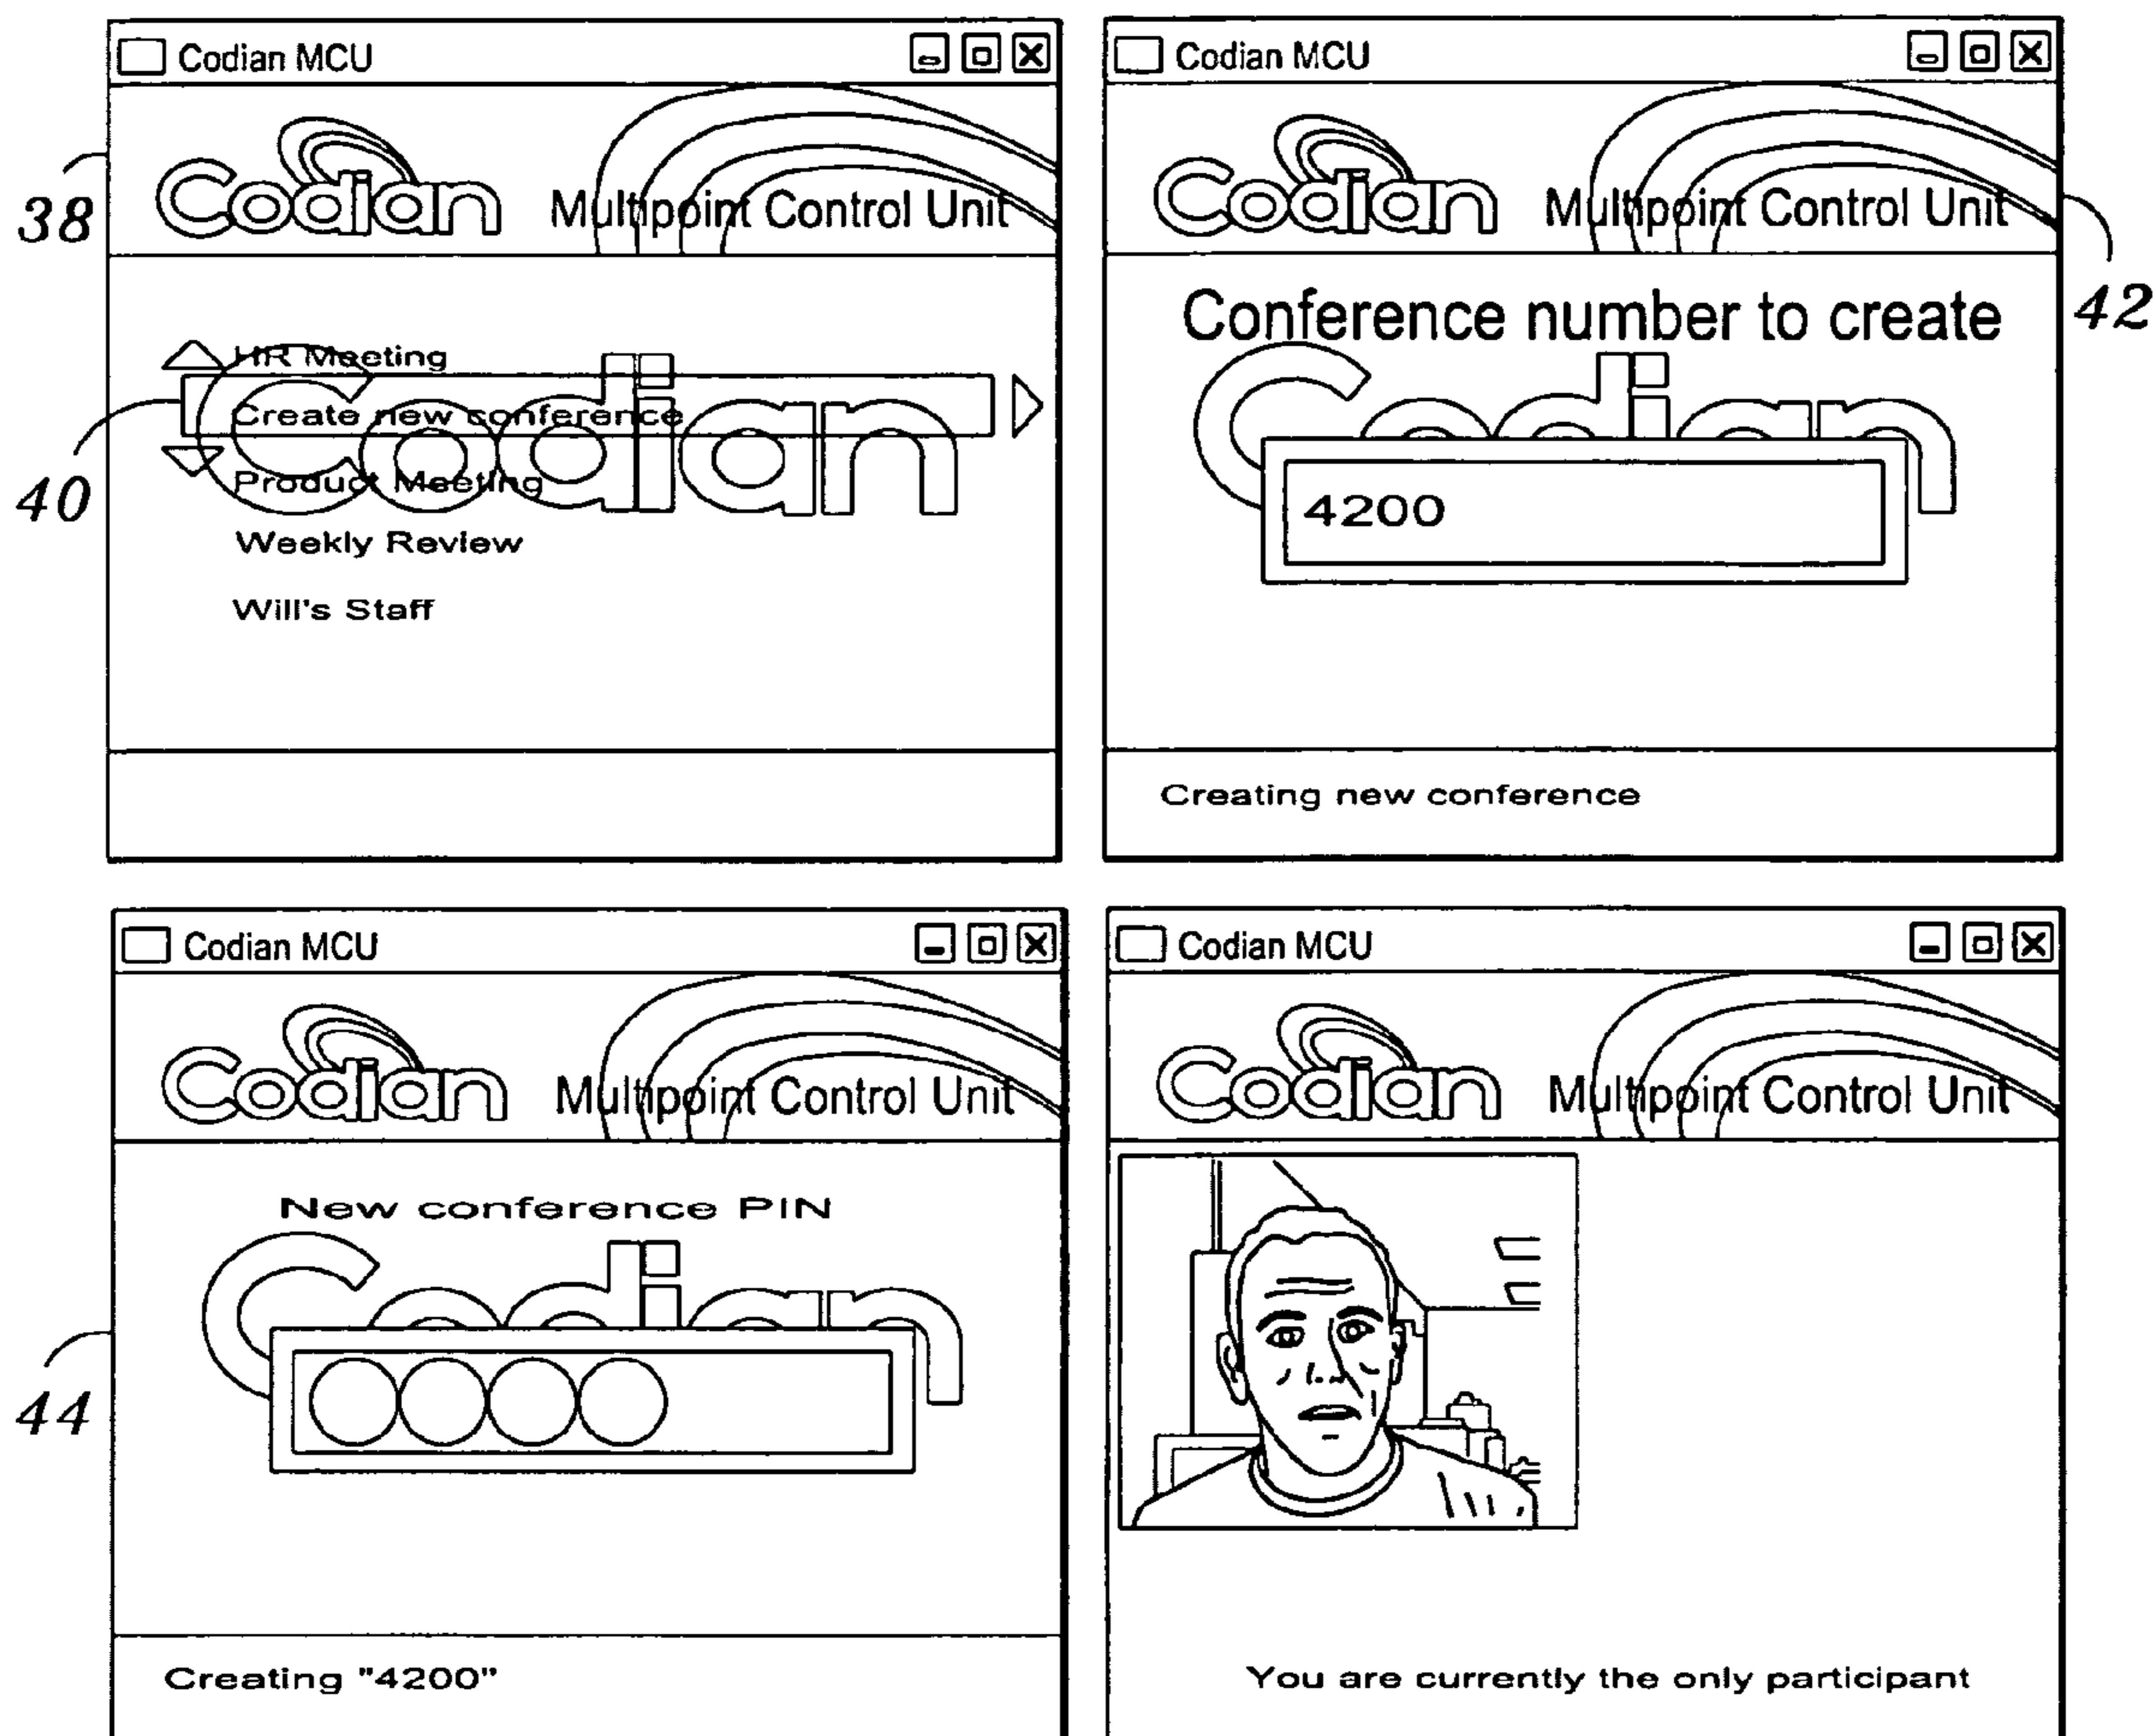 Codian MCU
Codian Multipoint Control Unit
38
HR Meeting
Create new conference
Codian
40
Product Meeting
Weekly Review
Will's Staff
Codian MCU
Codian Multipoint Control Unit
42
Conference number to create
Codian
4200
Creating new conference
Codian MCU
Codian Multipoint Control Unit
New conference PIN
Codian
44
Creating "4200"
Codian MCU
Codian Multipoint Control Unit
You are currently the only participant